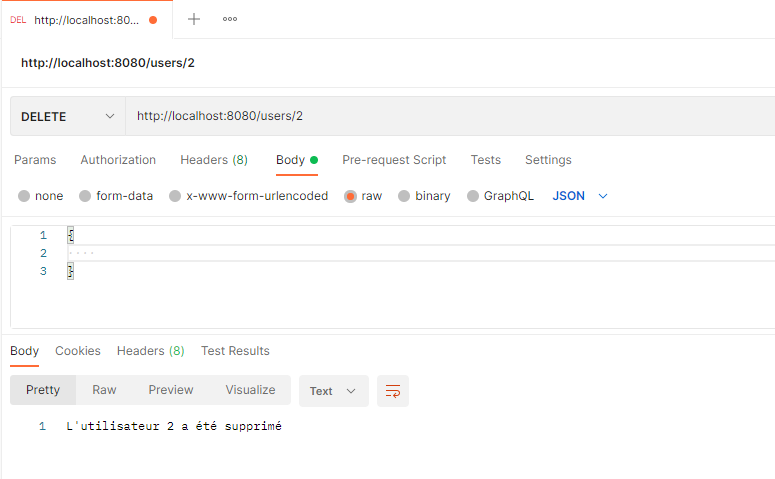 DEL http://localhost:80...
http://localhost:8080/users/2
DELETE http://localhost:8080/users/2
Params Authorization Headers (8) Body Pre-request Script Tests Settings
none form-data x-www-form-urlencoded raw binary GraphQL JSON
1 {
2 ····
3 }
Body Cookies Headers (8) Test Results
Pretty Raw Preview Visualize Text
1 L'utilisateur 2 a été supprimé